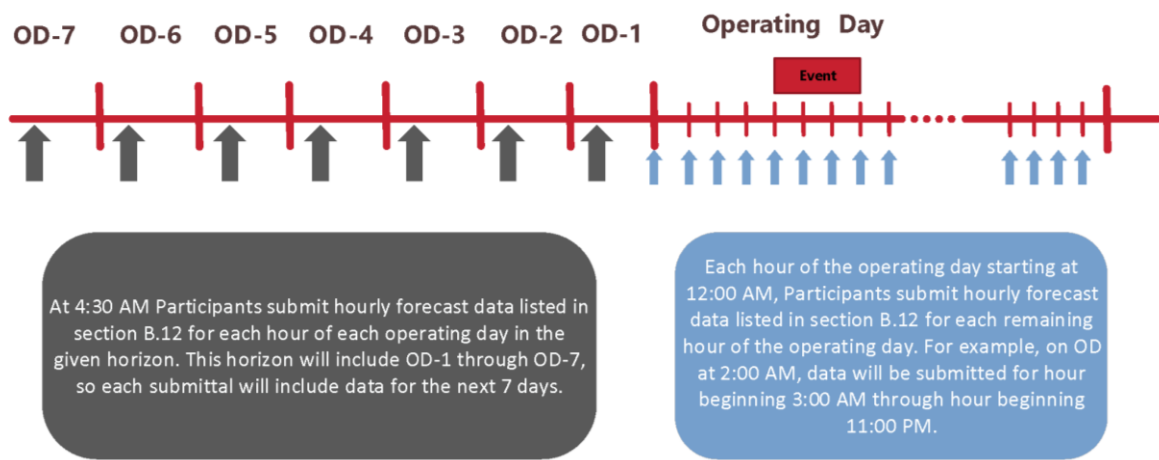 OD-7 OD-6 OD-5 OD-4 OD-3 OD-2 OD-1 Operating Day
Event
At 4:30 AM Participants submit hourly forecast data listed in
section B.12 for each hour of each operating day in the
given horizon. This horizon will include OD-1 through OD-7,
so each submittal will include data for the next 7 days.
Each hour of the operating day starting at
12:00 AM, Participants submit hourly forecast
data listed in section B.12 for each remaining
hour of the operating day. For example, on OD
at 2:00 AM, data will be submitted for hour
beginning 3:00 AM through hour beginning
11:00 PM.